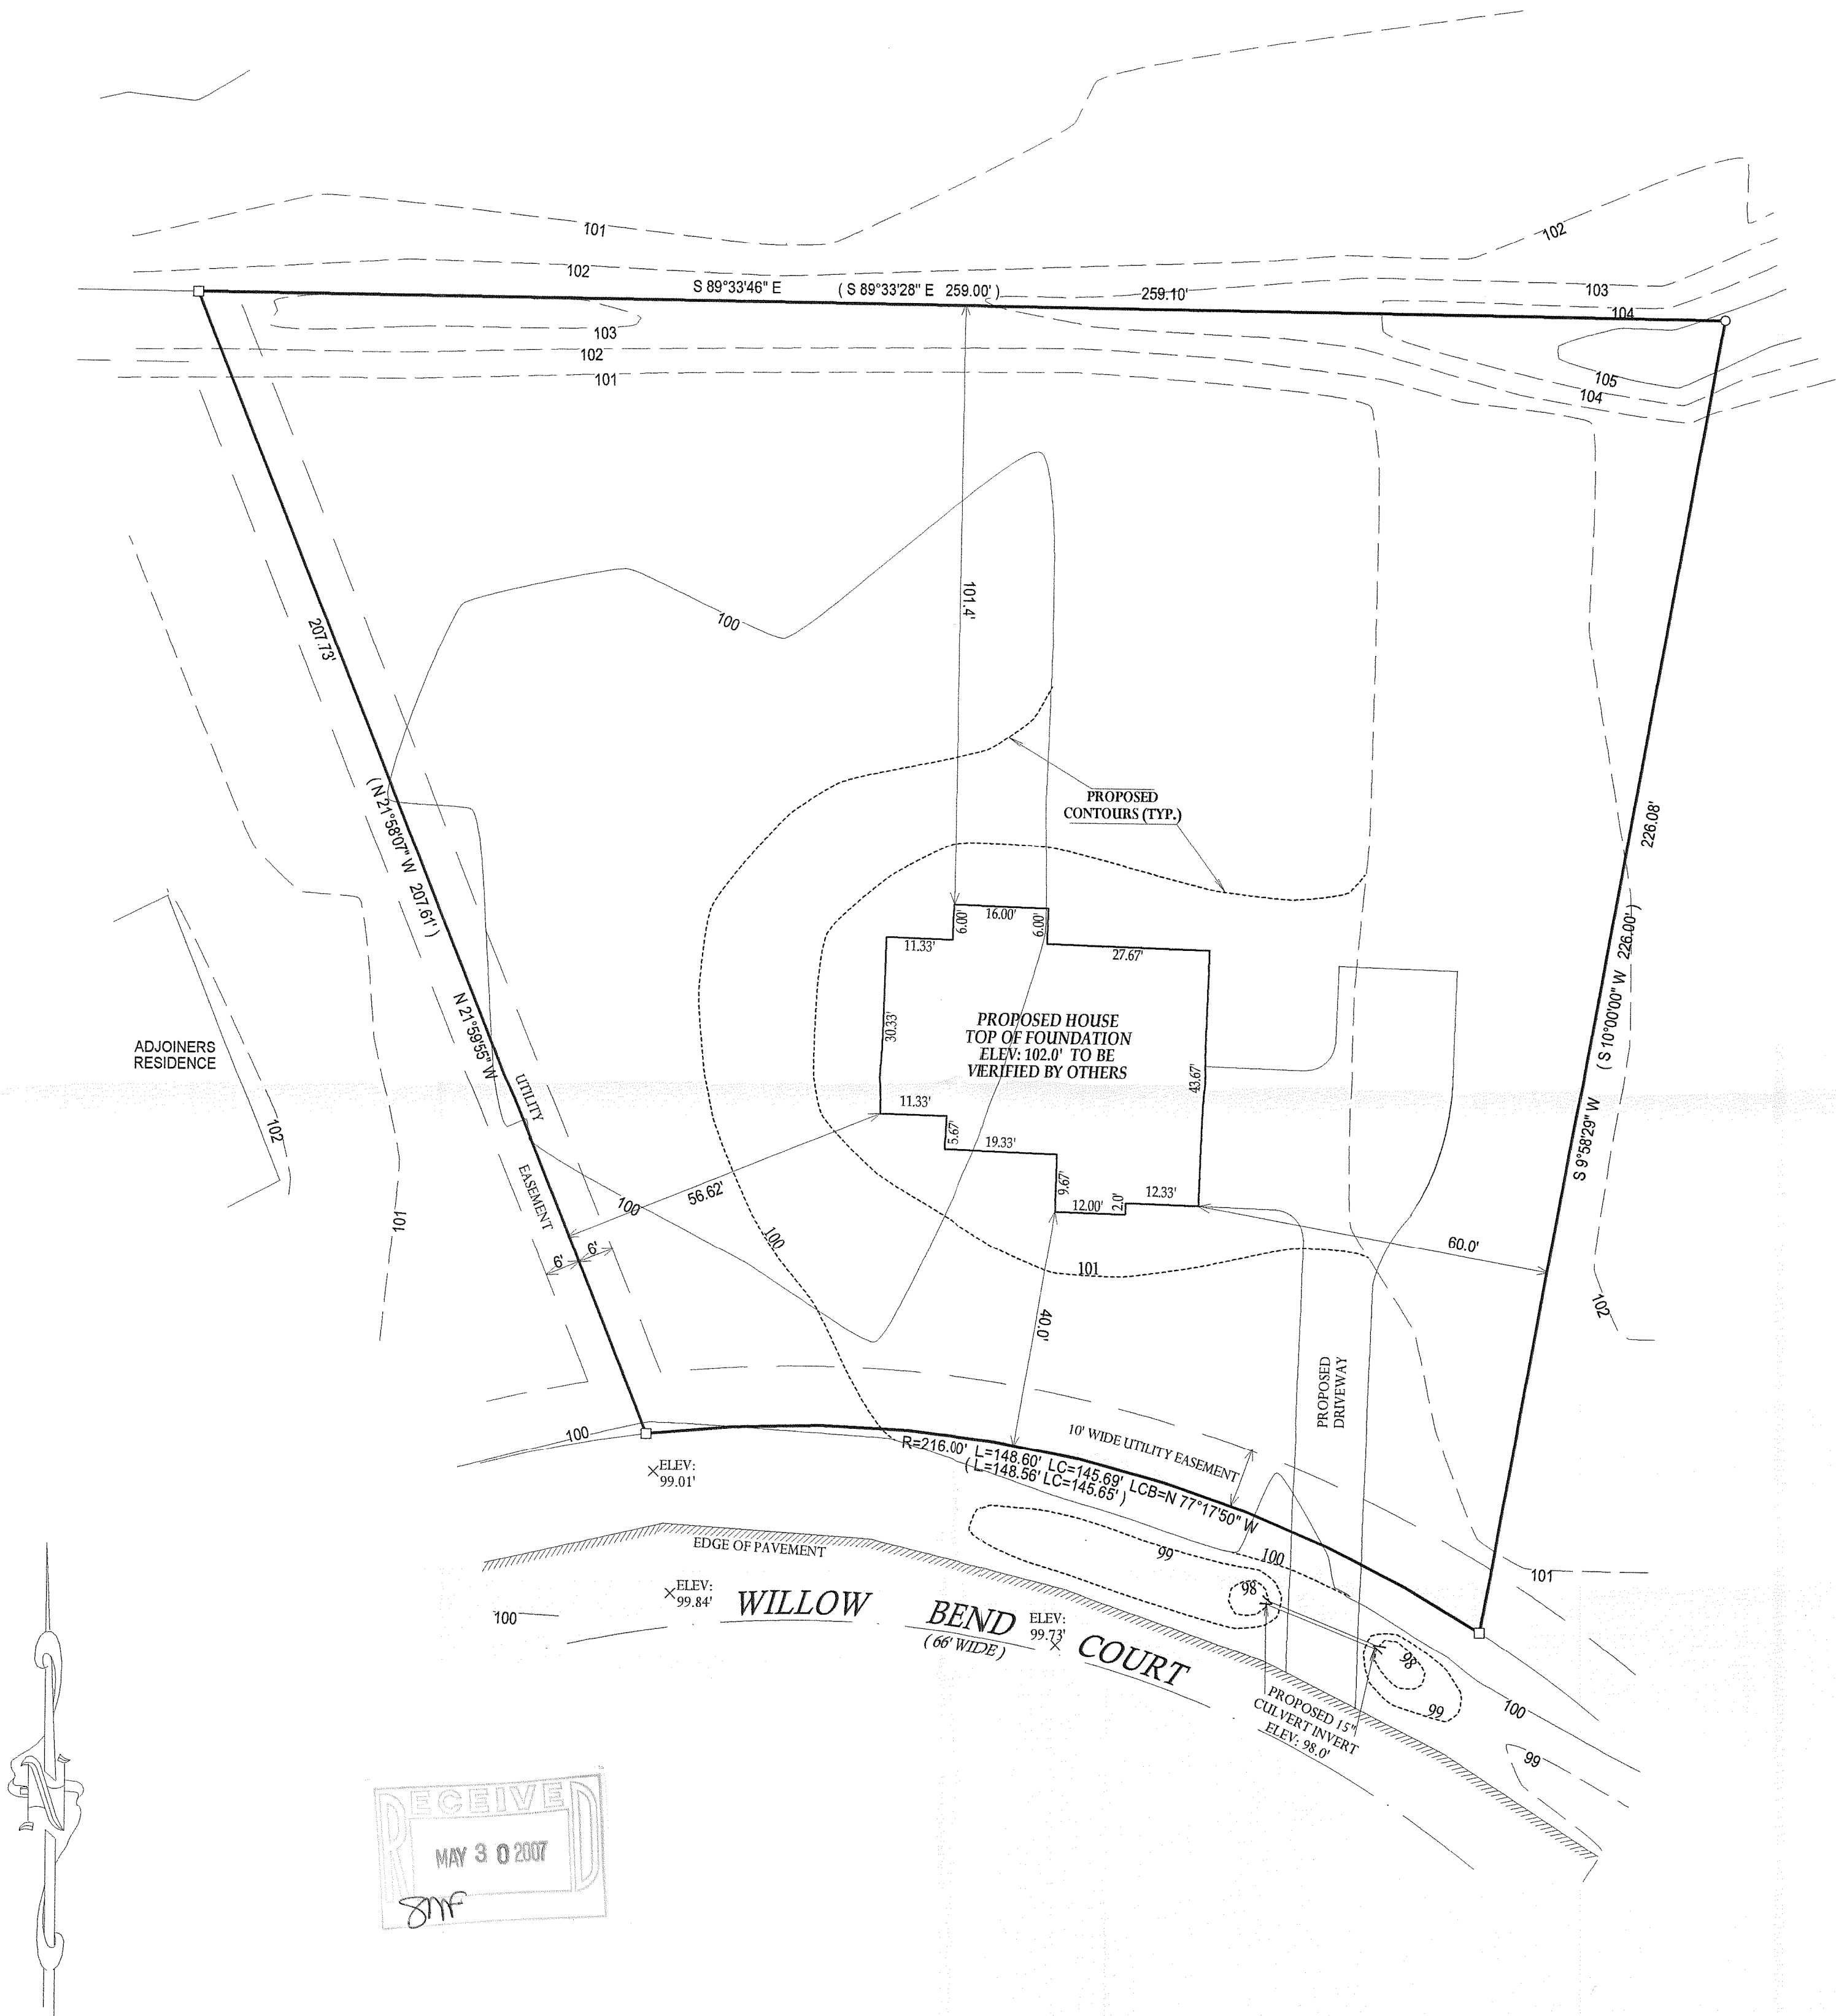 101
102
102
S 89°33'46" E
( S 89°33'28" E 259.00' )
259.10'
103
104
103
102
101
105
104
101.4'
100
207.73'
( N 21°58'07" W 207.61' )
N 21°59'55" W
226.08'
( S 10°00'00" W 226.00' )
S 9°58'29" W
PROPOSED
CONTOURS (TYP.)
16.00'
6.00'
6.00'
11.33'
27.67'
30.33'
PROPOSED HOUSE
TOP OF FOUNDATION
ELEV: 102.0' TO BE
VERIFIED BY OTHERS
43.67'
11.33'
5.67'
19.33'
9.67'
12.00'
2.0'
12.33'
ADJOINERS
RESIDENCE
102
101
UTILITY
EASEMENT
6'
6'
56.62'
100
100
101
60.0'
40.0'
102
PROPOSED
DRIVEWAY
10' WIDE UTILITY EASEMENT
100
R=216.00' L=148.60' LC=145.69' LCB=N 77°17'50" W
( L=148.56' LC=145.65' )
ELEV:
99.01'
EDGE OF PAVEMENT
99
100
98
101
ELEV:
99.84'
100
WILLOW BEND COURT
( 66' WIDE )
ELEV:
99.73'
98
99
100
99
PROPOSED 15"
CULVERT INVERT
ELEV: 98.0'
N
RECEIVED
MAY 30 2007